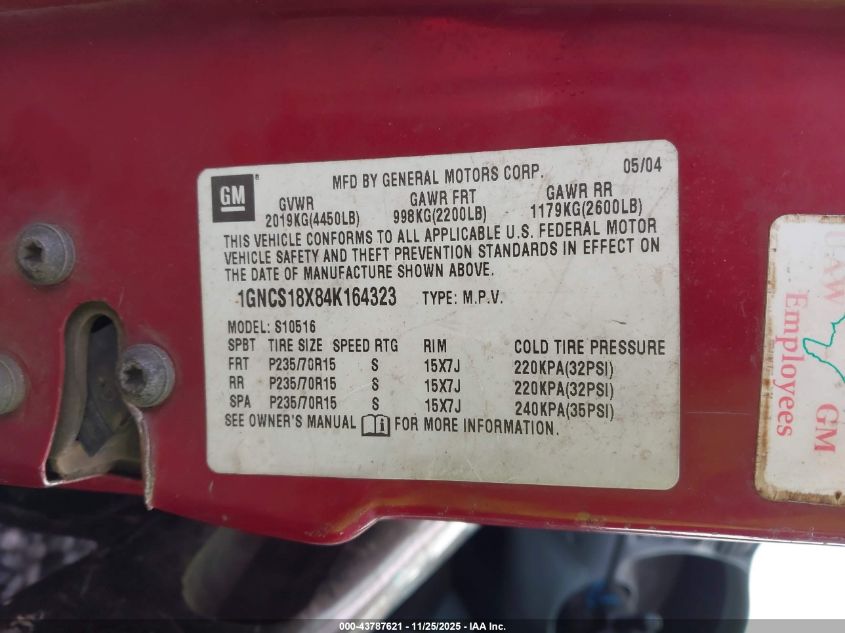 GM
MFD BY GENERAL MOTORS CORP. 05/04
GVWR GAWR FRT GAWR RR
2019KG(4450LB) 998KG(2200LB) 1179KG(2600LB)
THIS VEHICLE CONFORMS TO ALL APPLICABLE U.S. FEDERAL MOTOR
VEHICLE SAFETY AND THEFT PREVENTION STANDARDS IN EFFECT ON
THE DATE OF MANUFACTURE SHOWN ABOVE.
1GNCS18X84K164323 TYPE: M.P.V.
MODEL: S10516
SPBT TIRE SIZE SPEED RTG RIM COLD TIRE PRESSURE
FRT P235/70R15 S 15X7J 220KPA(32PSI)
RR P235/70R15 S 15X7J 220KPA(32PSI)
SPA P235/70R15 S 15X7J 240KPA(35PSI)
SEE OWNER'S MANUAL FOR MORE INFORMATION.
UAW GM
Employees
000-43787621 - 11/25/2025 - IAA Inc.